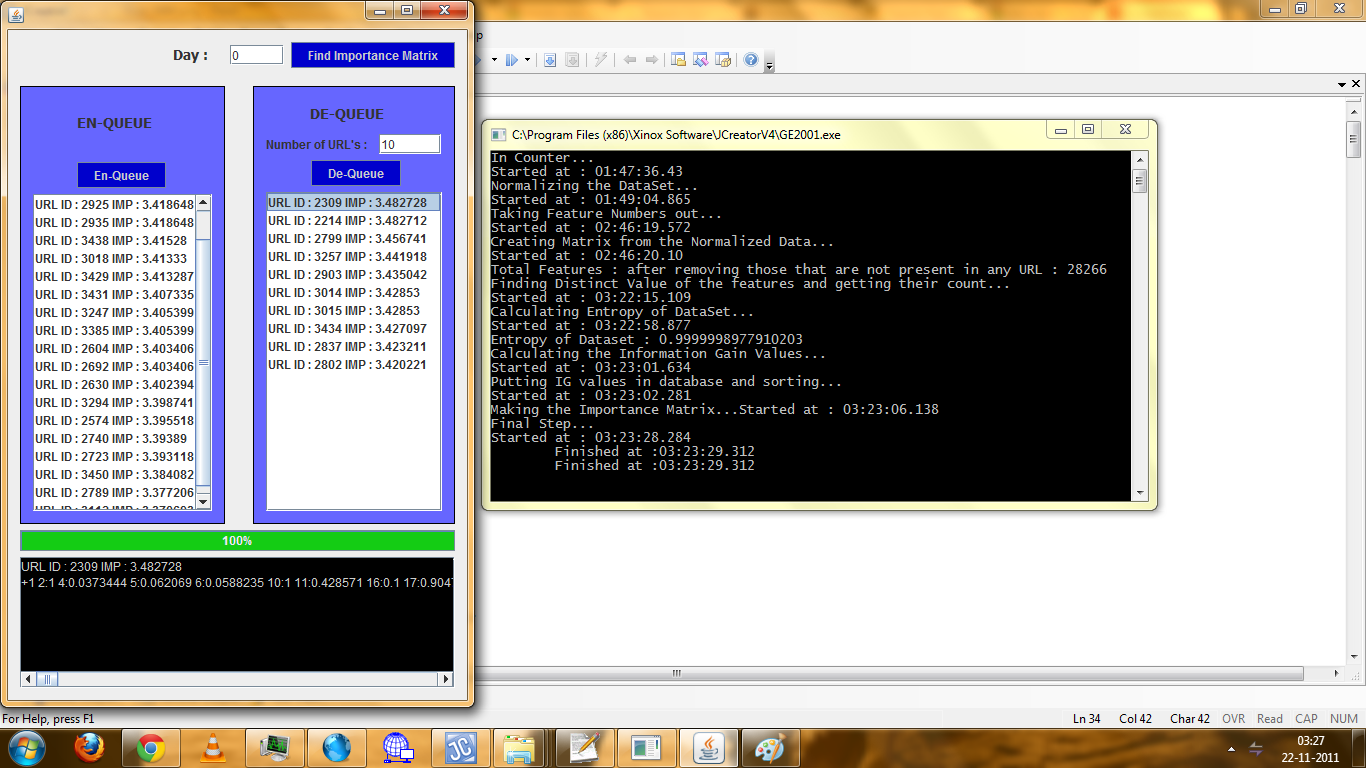 Day :
0
Find Importance Matrix
EN-QUEUE
En-Queue
URL ID : 2925 IMP : 3.418648
URL ID : 2935 IMP : 3.418648
URL ID : 3438 IMP : 3.41528
URL ID : 3018 IMP : 3.41333
URL ID : 3429 IMP : 3.413287
URL ID : 3431 IMP : 3.407335
URL ID : 3247 IMP : 3.405399
URL ID : 3385 IMP : 3.405399
URL ID : 2604 IMP : 3.403406
URL ID : 2692 IMP : 3.403406
URL ID : 2630 IMP : 3.402394
URL ID : 3294 IMP : 3.398741
URL ID : 2574 IMP : 3.395518
URL ID : 2740 IMP : 3.39389
URL ID : 2723 IMP : 3.393118
URL ID : 3450 IMP : 3.384082
URL ID : 2789 IMP : 3.377206
DE-QUEUE
Number of URL's :
10
De-Queue
URL ID : 2309 IMP : 3.482728
URL ID : 2214 IMP : 3.482712
URL ID : 2799 IMP : 3.456741
URL ID : 3257 IMP : 3.441918
URL ID : 2903 IMP : 3.435042
URL ID : 3014 IMP : 3.42853
URL ID : 3015 IMP : 3.42853
URL ID : 3434 IMP : 3.427097
URL ID : 2837 IMP : 3.423211
URL ID : 2802 IMP : 3.420221
100%
URL ID : 2309 IMP : 3.482728
+1 2:1 4:0.0373444 5:0.062069 6:0.0588235 10:1 11:0.428571 16:0.1 17:0.904
C:\Program Files (x86)\Xinox Software\JCreatorV4\GE2001.exe
In Counter...
Started at : 01:47:36.43
Normalizing the DataSet...
Started at : 01:49:04.865
Taking Feature Numbers out...
Started at : 02:46:19.572
Creating Matrix from the Normalized Data...
Started at : 02:46:20.10
Total Features : after removing those that are not present in any URL : 28266
Finding Distinct Value of the features and getting their count...
Started at : 03:22:15.109
Calculating Entropy of DataSet...
Started at : 03:22:58.877
Entropy of Dataset : 0.9999998977910203
Calculating the Information Gain Values...
Started at : 03:23:01.634
Putting IG values in database and sorting...
Started at : 03:23:02.281
Making the Importance Matrix...Started at : 03:23:06.138
Final Step...
Started at : 03:23:28.284
Finished at :03:23:29.312
Finished at :03:23:29.312
For Help, press F1
Ln 34 Col 42 Char 42 OVR Read CAP NUM
JC
03:27
22-11-2011